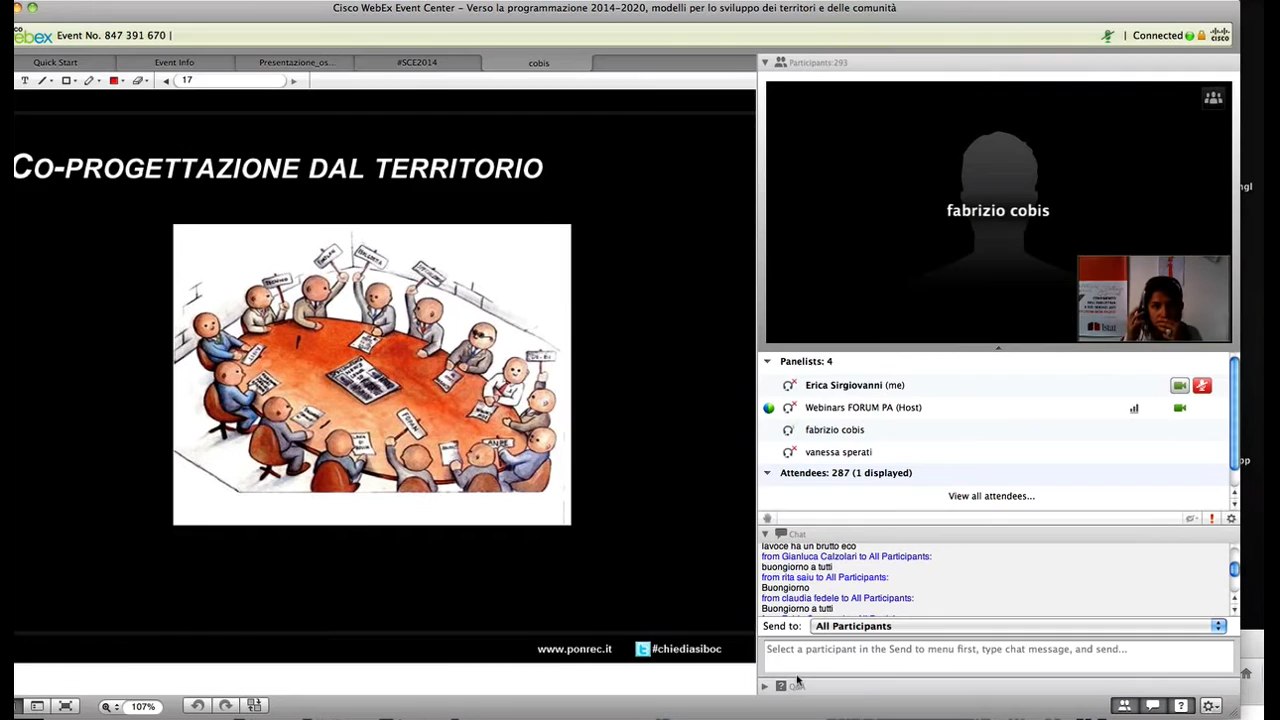 Cisco WebEx Event Center - Verso la programmazione 2014-2020, modelli per lo sviluppo dei territori e delle comunità
Event No. 847 391 670 |
Connected
CISCO
Quick Start
Event Info
Presentazione_os...
#SCE2014
cobis
Participants:293
T
17
CO-PROGETTAZIONE DAL TERRITORIO
fabrizio cobis
Istat
Panelists: 4
Erica Sirgiovanni (me)
Webinars FORUM PA (Host)
fabrizio cobis
vanessa sperati
Attendees: 287 (1 displayed)
View all attendees...
Chat
lavoce ha un brutto eco
from Gianluca Calzolari to All Participants:
buongiorno a tutti
from rita saiu to All Participants:
Buongiorno
from claudia fedele to All Participants:
Buongiorno a tutti
Send to: All Participants
www.ponrec.it
#chiediasiboc
Select a participant in the Send to menu first, type chat message, and send...
107%